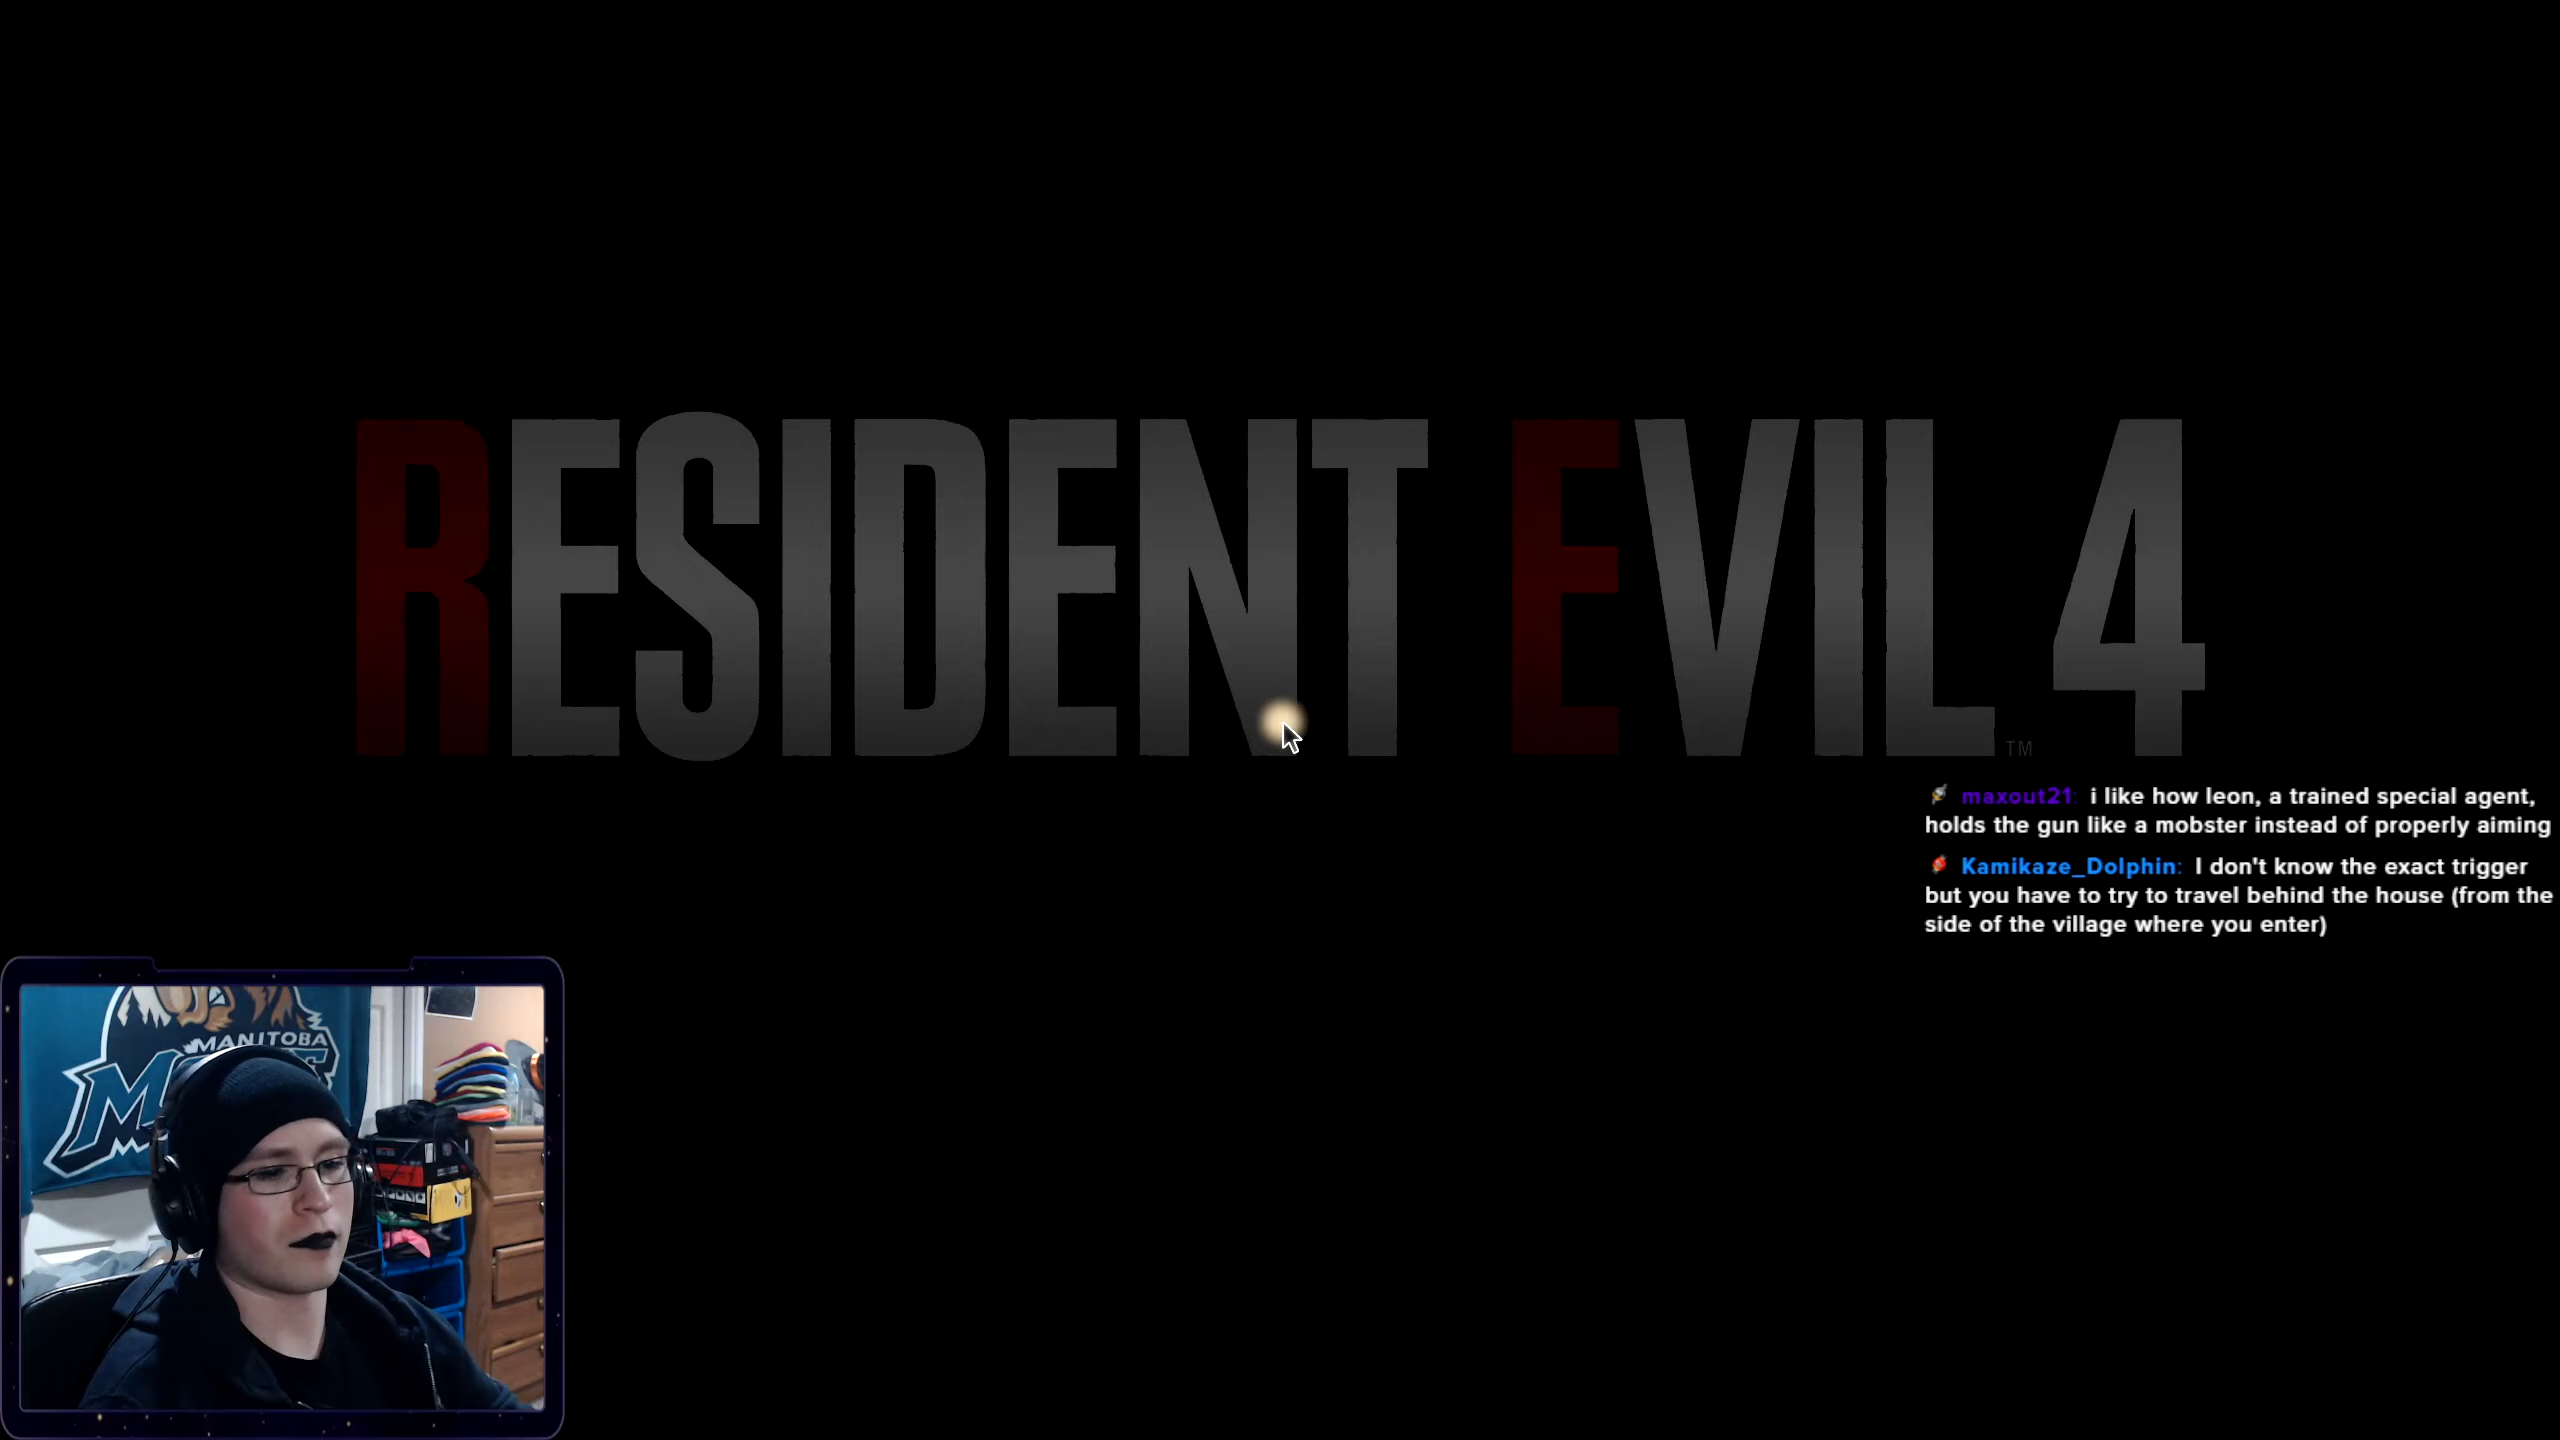 RESIDENT EVIL 4
TM
maxout21: i like how leon, a trained special agent,
holds the gun like a mobster instead of properly aiming
Kamikaze_Dolphin: I don't know the exact trigger
but you have to try to travel behind the house (from the
side of the village where you enter)
MANITOBA